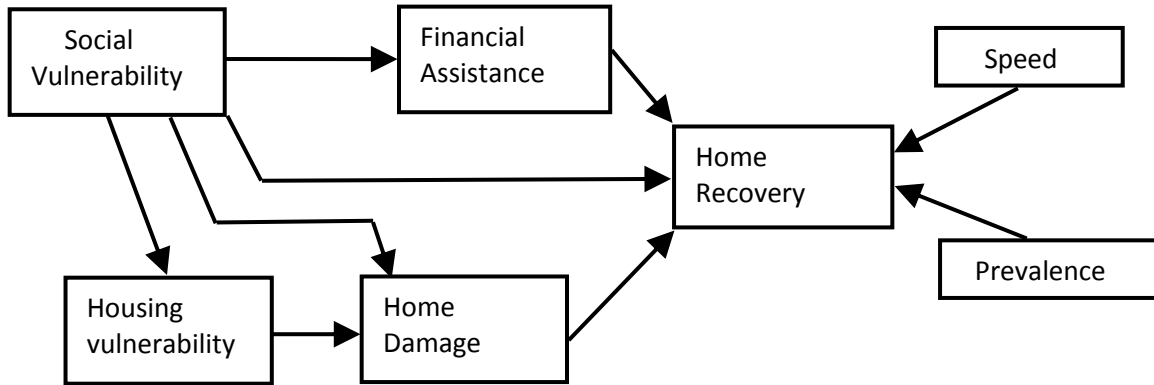 Social
Vulnerability
Financial
Assistance
Speed
Home
Recovery
Prevalence
Housing
vulnerability
Home
Damage